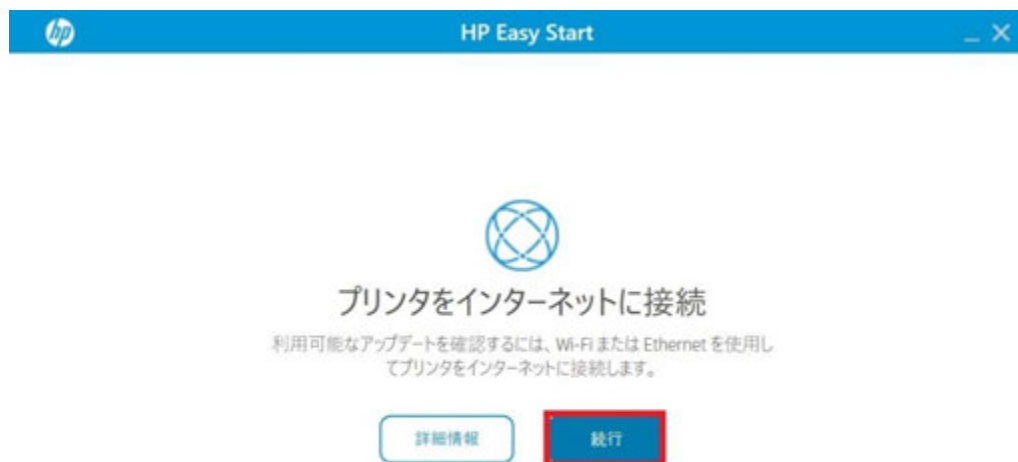 hp
HP Easy Start
プリンタをインターネットに接続
利用可能なアップデートを確認するには、Wi-Fi または Ethernet を使用し
てプリンタをインターネットに接続します。
詳細情報
続行